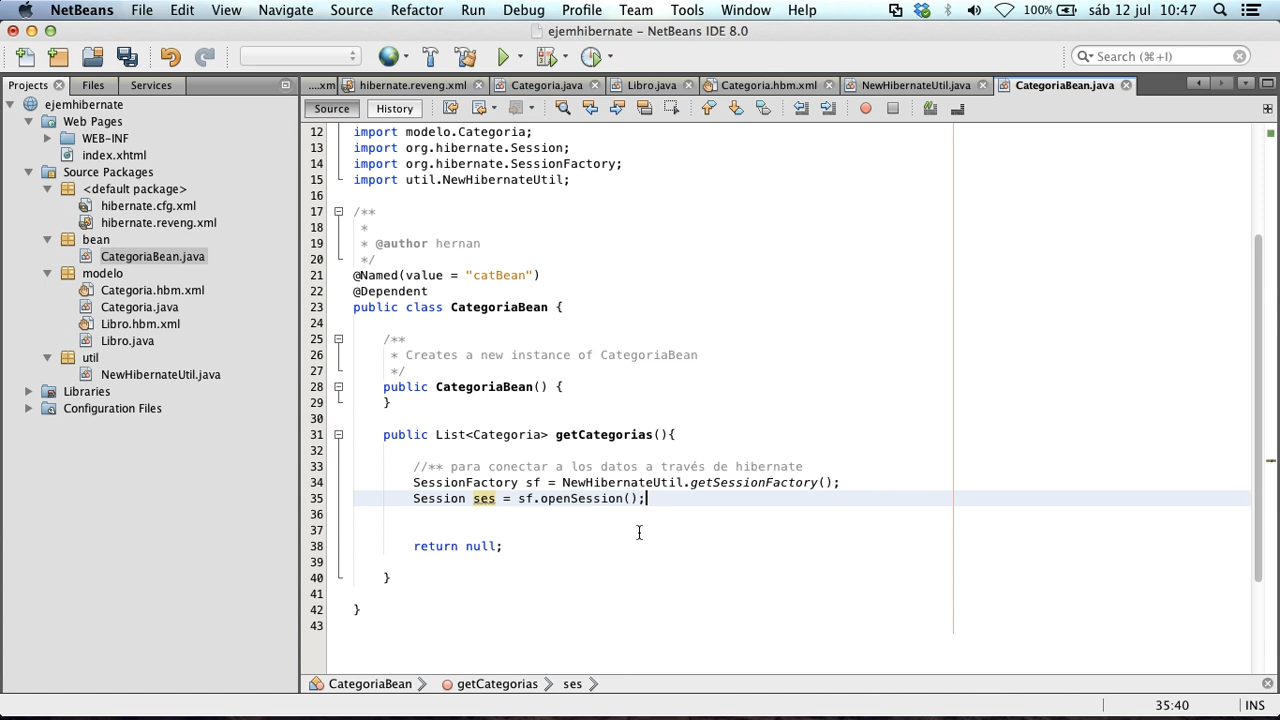 NetBeans File Edit View Navigate Source Refactor Run Debug Profile Team Tools Window Help 100% sáb 12 jul 10:47
ejemhibernate – NetBeans IDE 8.0
Search (⌘+I)
Projects Files Services
....xm hibernate.reveng.xml Categoria.java Libro.java Categoria.hbm.xml NewHibernateUtil.java CategoriaBean.java
Source History
ejemhibernate
Web Pages
WEB-INF
index.xhtml
Source Packages
<default package>
hibernate.cfg.xml
hibernate.reveng.xml
bean
CategoriaBean.java
modelo
Categoria.hbm.xml
Categoria.java
Libro.hbm.xml
Libro.java
util
NewHibernateUtil.java
Libraries
Configuration Files
12 import modelo.Categoria;
13 import org.hibernate.Session;
14 import org.hibernate.SessionFactory;
15 import util.NewHibernateUtil;
16
17 /**
18 *
19 * @author hernan
20 */
21 @Named(value = "catBean")
22 @Dependent
23 public class CategoriaBean {
24
25 /**
26 * Creates a new instance of CategoriaBean
27 */
28 public CategoriaBean() {
29 }
30
31 public List<Categoria> getCategorias(){
32
33 //** para conectar a los datos a través de hibernate
34 SessionFactory sf = NewHibernateUtil.getSessionFactory();
35 Session ses = sf.openSession();
36
37
38 return null;
39
40 }
41
42 }
43
CategoriaBean getCategorias ses
35:40 INS